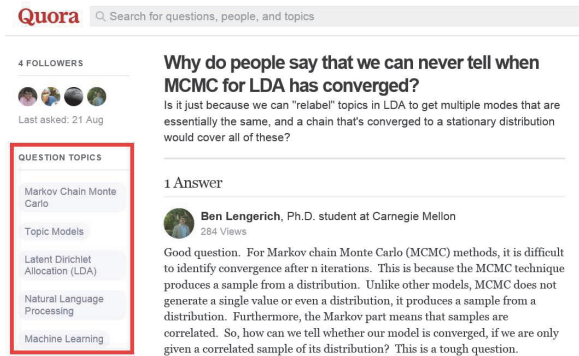 Quora
Search for questions, people, and topics
4 FOLLOWERS
Last asked: 21 Aug
QUESTION TOPICS
Markov Chain Monte
Carlo
Topic Models
Latent Dirichlet
Allocation (LDA)
Natural Language
Processing
Machine Learning
Why do people say that we can never tell when
MCMC for LDA has converged?
Is it just because we can "relabel" topics in LDA to get multiple modes that are
essentially the same, and a chain that's converged to a stationary distribution
would cover all of these?
1 Answer
Ben Lengerich, Ph.D. student at Carnegie Mellon
284 Views
Good question. For Markov chain Monte Carlo (MCMC) methods, it is difficult
to identify convergence after n iterations. This is because the MCMC technique
produces a sample from a distribution. Unlike other models, MCMC does not
generate a single value or even a distribution, it produces a sample from a
distribution. Furthermore, the Markov part means that samples are
correlated. So, how can we tell whether our model is converged, if we are only
given a correlated sample of its distribution? This is a tough question.